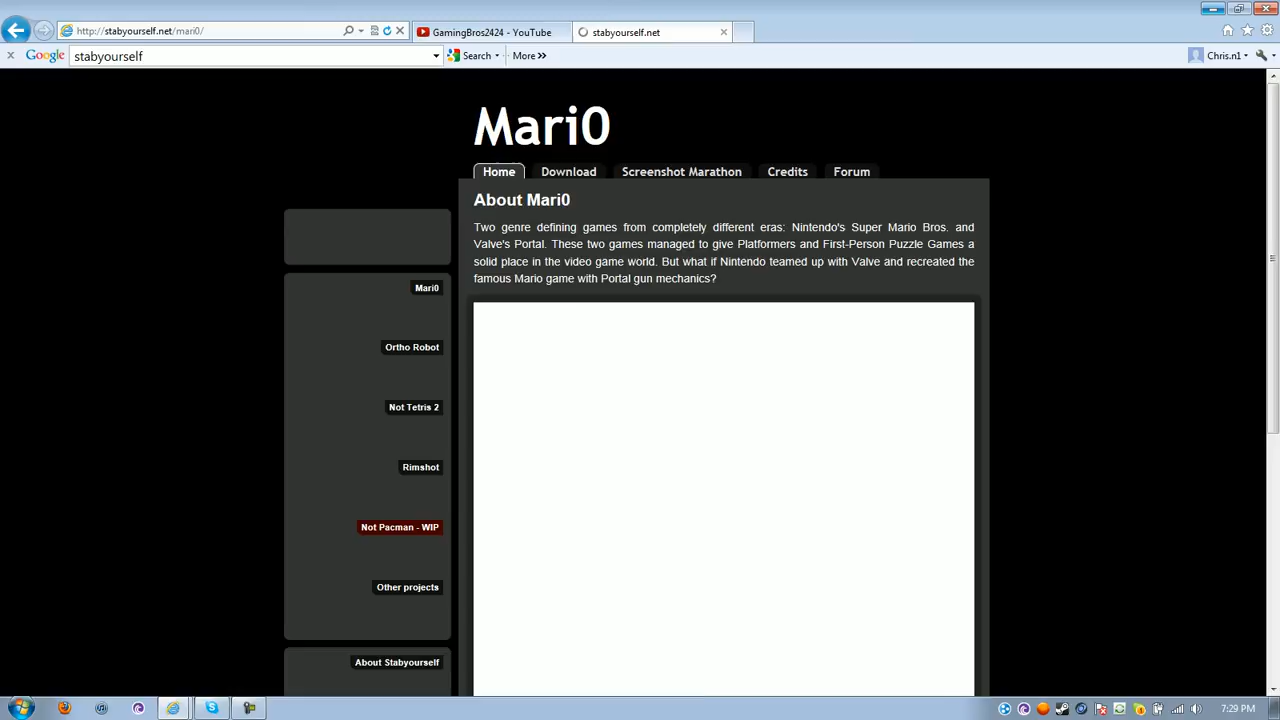 http://stabyourself.net/mari0/
GamingBros2424 - YouTube
stabyourself.net
x Google stabyourself Search More »
Chris.n1
Mari0
Home Download Screenshot Marathon Credits Forum
About Mari0
Two genre defining games from completely different eras: Nintendo's Super Mario Bros. and
Valve's Portal. These two games managed to give Platformers and First-Person Puzzle Games a
solid place in the video game world. But what if Nintendo teamed up with Valve and recreated the
famous Mario game with Portal gun mechanics?
Mari0
Ortho Robot
Not Tetris 2
Rimshot
Not Pacman - WIP
Other projects
About Stabyourself
7:29 PM